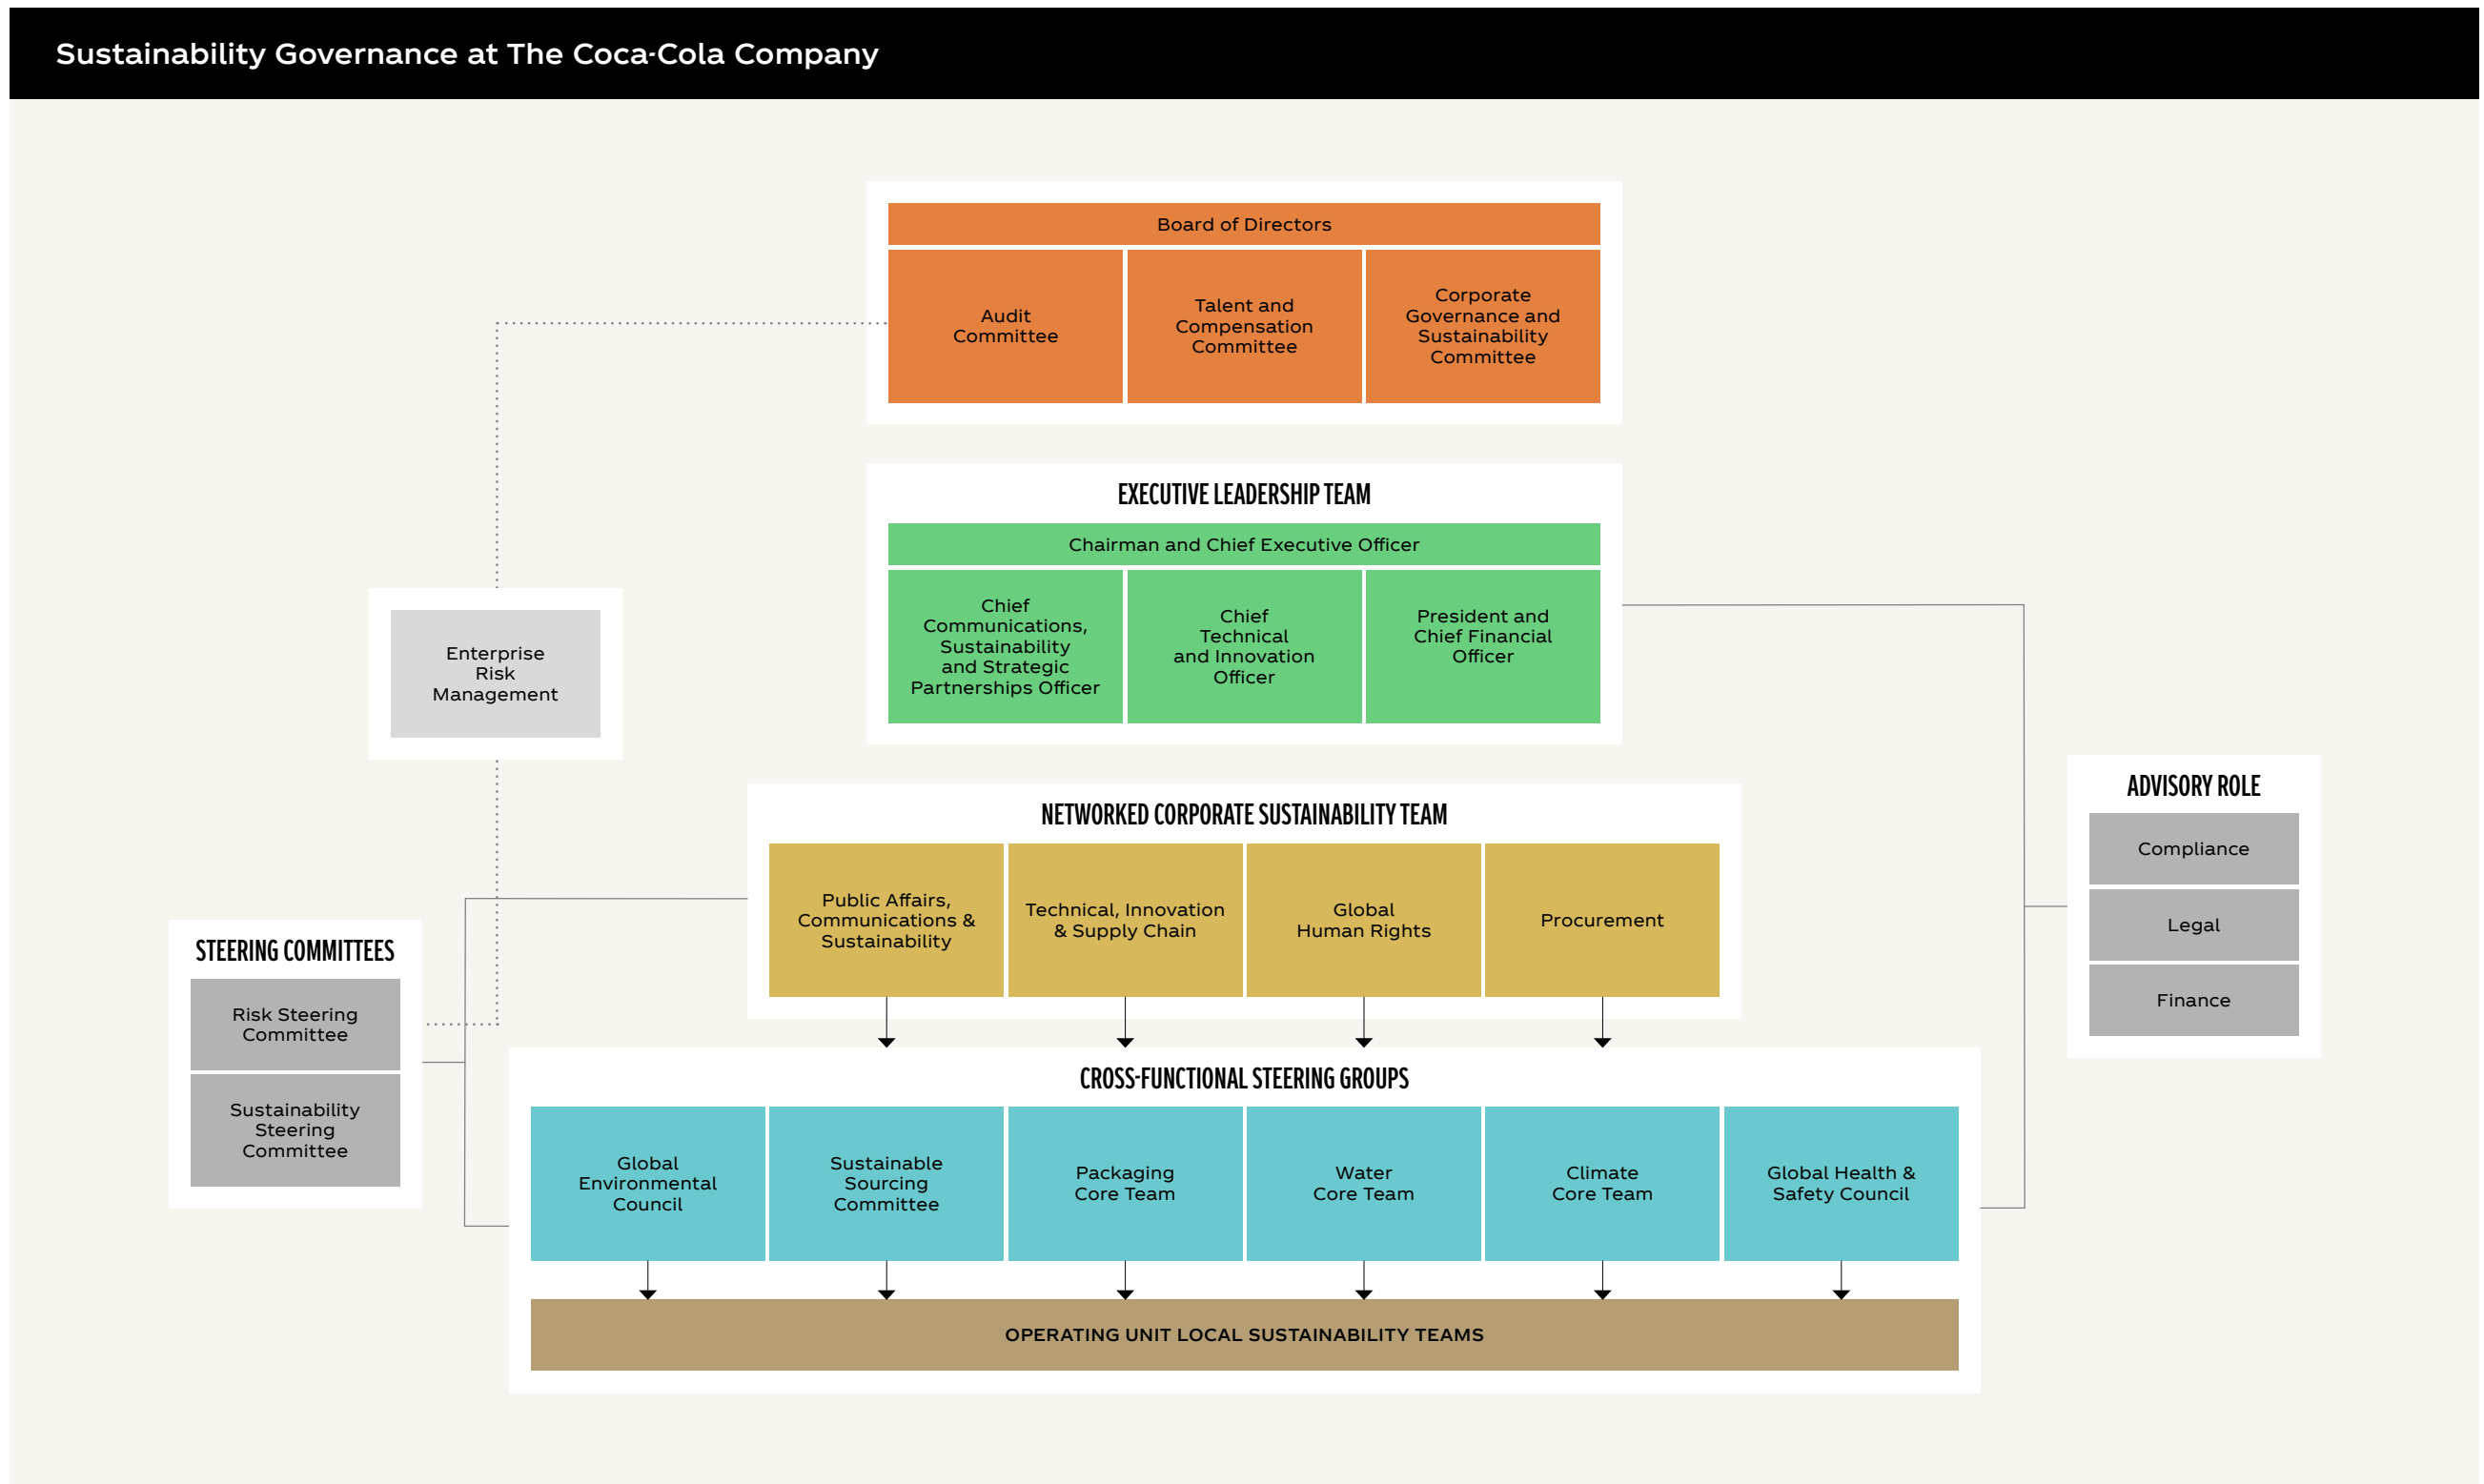 Sustainability Governance at The Coca-Cola Company
Board of Directors
Audit
Committee
Talent and
Compensation
Committee
Corporate
Governance and
Sustainability
Committee
EXECUTIVE LEADERSHIP TEAM
Chairman and Chief Executive Officer
Chief
Communications,
Sustainability
and Strategic
Partnerships Officer
Chief
Technical
and Innovation
Officer
President and
Chief Financial
Officer
Enterprise
Risk
Management
NETWORKED CORPORATE SUSTAINABILITY TEAM
Public Affairs,
Communications &
Sustainability
Technical, Innovation
& Supply Chain
Global
Human Rights
Procurement
ADVISORY ROLE
Compliance
Legal
Finance
STEERING COMMITTEES
Risk Steering
Committee
Sustainability
Steering
Committee
CROSS-FUNCTIONAL STEERING GROUPS
Global
Environmental
Council
Sustainable
Sourcing
Committee
Packaging
Core Team
Water
Core Team
Climate
Core Team
Global Health &
Safety Council
OPERATING UNIT LOCAL SUSTAINABILITY TEAMS